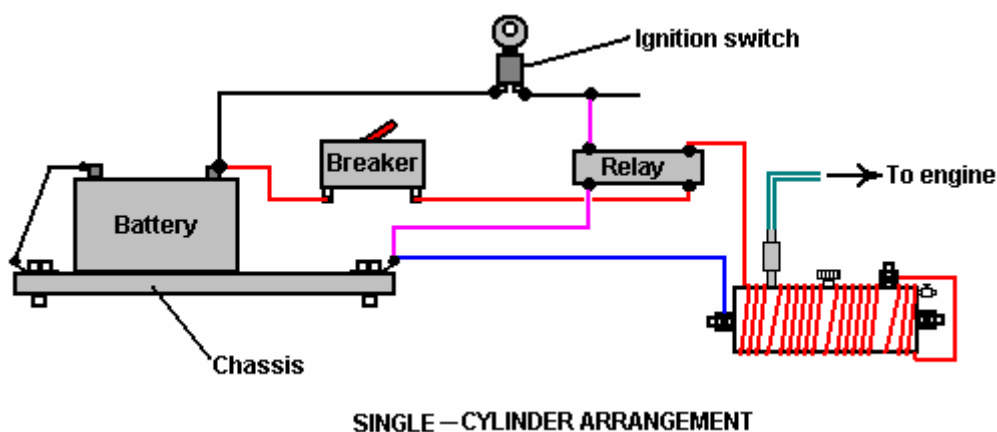 Ignition switch
Breaker
Relay
To engine
Battery
Chassis
SINGLE – CYLINDER ARRANGEMENT